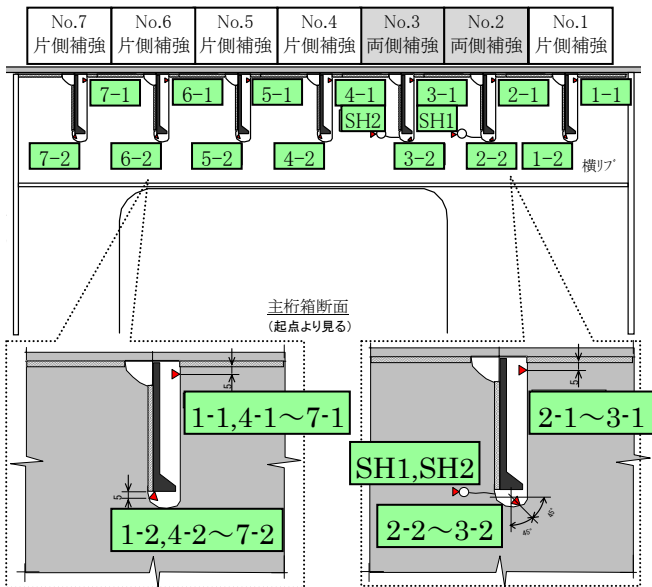 No.7 No.6 No.5 No.4 No.3 No.2 No.1
片側補強 片側補強 片側補強 片側補強 両側補強 両側補強 片側補強
7-1 6-1 5-1 4-1 3-1 2-1 1-1
SH2 SH1
7-2 6-2 5-2 4-2 3-2 2-2 1-2
横ﾘﾌﾞ
主桁箱断面
(起点より見る)
5
1-1,4-1～7-1
5
1-2,4-2～7-2
5
2-1～3-1
SH1,SH2
45°
45°
2-2～3-2